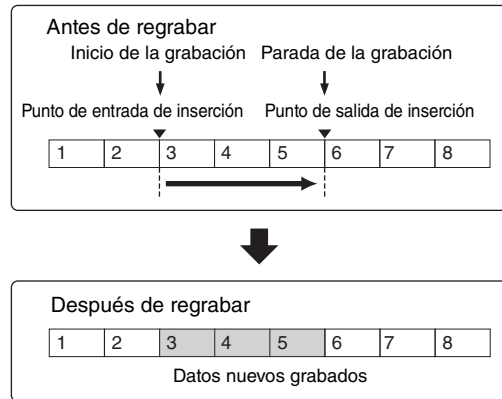 Antes de regrabar
Inicio de la grabación Parada de la grabación
Punto de entrada de inserción Punto de salida de inserción
1 2 3 4 5 6 7 8
Después de regrabar
1 2 3 4 5 6 7 8
Datos nuevos grabados